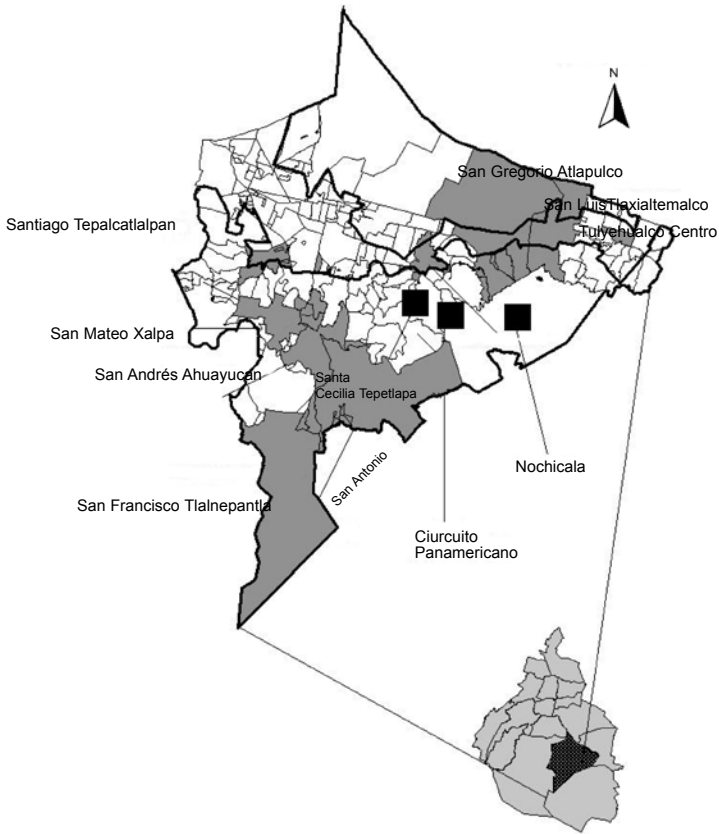 N
San Gregorio Atlapulco
San LuisTlaxialtemalco
Santiago Tepalcatlalpan
Tulyehualco Centro
San Mateo Xalpa
San Andrés Ahuayucan
Santa
Cecilia Tepetlapa
San Antonio
Nochicala
San Francisco Tlalnepantla
Ciurcuito
Panamericano